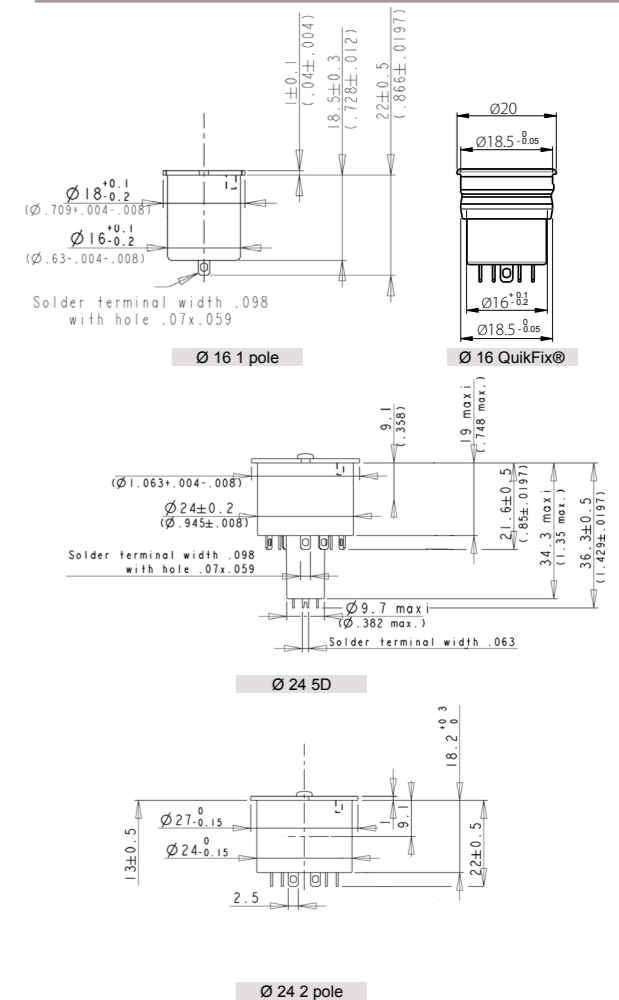 1±0.1
(.04±.004)
18.5±0.3
(.728±.012)
22±0.5
(.866±.0197)
Ø18+0.1-0.2
(Ø.709+.004-.008)
Ø16+0.1-0.2
(Ø.63-.004-.008)
Solder terminal width .098
with hole .07x.059
Ø 16 1 pole
Ø20
Ø18.5 0-0.05
Ø16+0.1-0.2
Ø18.5 0-0.05
Ø 16 QuikFix®
9.1
(.358)
19 maxi
(.748 max.)
21.6±0.5
(.85±.0197)
34.3 maxi
(1.35 max.)
36.3±0.5
(1.429±.0197)
(Ø1.063+.004-.008)
Ø24±0.2
(Ø.945±.008)
Solder terminal width .098
with hole .07x.059
Ø9.7 maxi
(Ø.382 max.)
Solder terminal width .063
Ø 24 5D
18.2 +0 3 0
13±0.5
Ø27 0-0.15
Ø24 0-0.15
1
9.1
22±0.5
2.5
Ø 24 2 pole